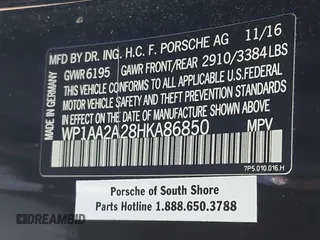 MFD BY DR. ING. H.C. F. PORSCHE AG 11/16
GVWR 6195 GAWR FRONT/REAR 2910/3384LBS
THIS VEHICLE CONFORMS TO ALL APPLICABLE U.S.FEDERAL
MOTOR VEHICLE SAFETY, BUMPER AND THEFT PREVENTION
STANDARDS IN EFFECT ON THE DATE OF MANUFACTURE SHOWN ABOVE
WP1AA2A28HKA86850 MPV
MADE IN GERMANY
7P5.010.016.H
Porsche of South Shore
Parts Hotline 1.888.650.3788
DREAMBID